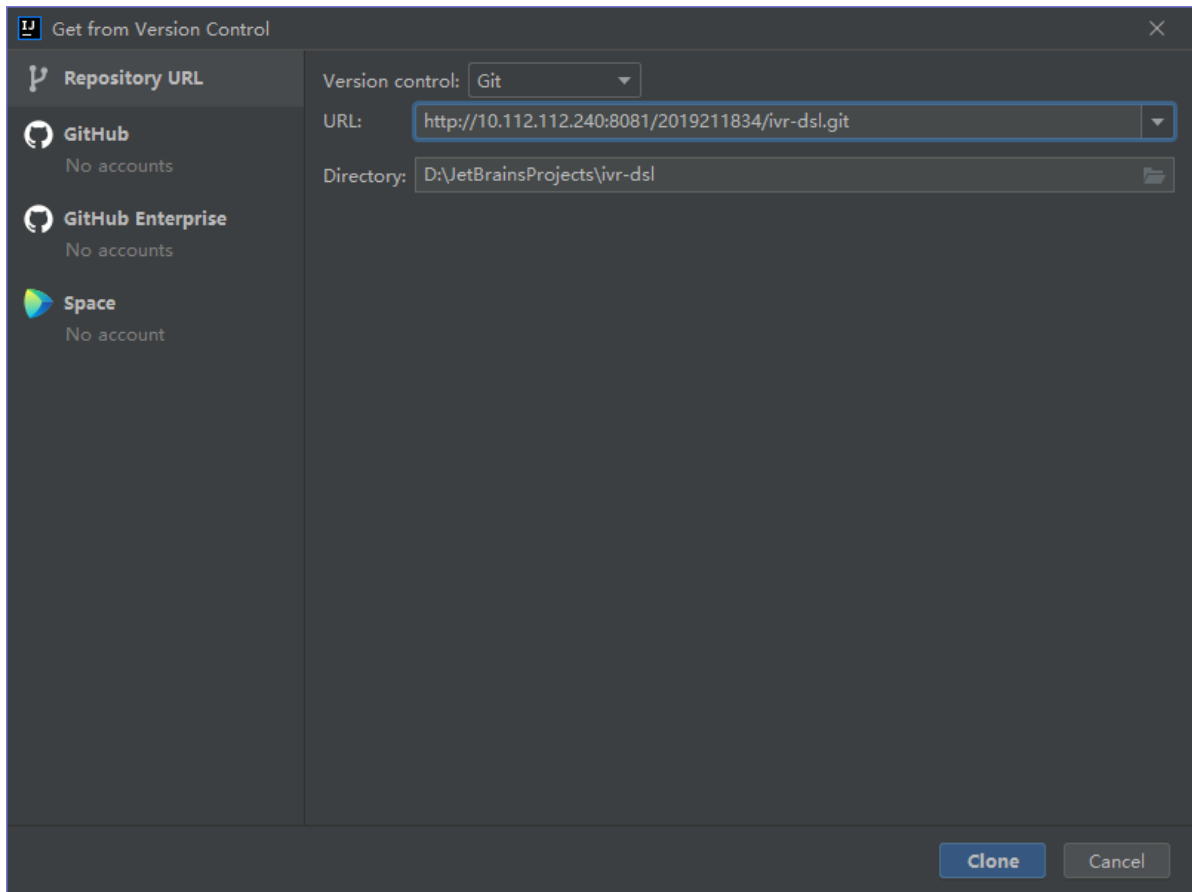 Get from Version Control
Repository URL
GitHub
No accounts
GitHub Enterprise
No accounts
Space
No account
Version control: Git
URL: http://10.112.112.240:8081/2019211834/ivr-dsl.git
Directory: D:\JetBrainsProjects\ivr-dsl
Clone Cancel